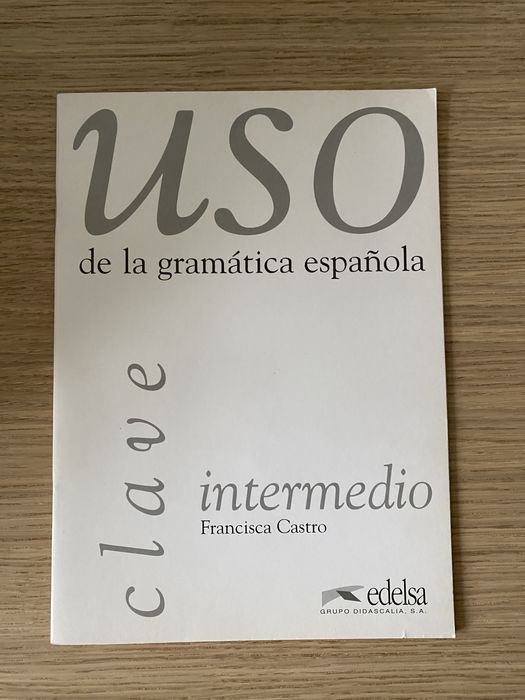 uso
de la gramática española
clave
intermedio
Francisca Castro
edelsa
GRUPO DIDASCALIA, S.A.